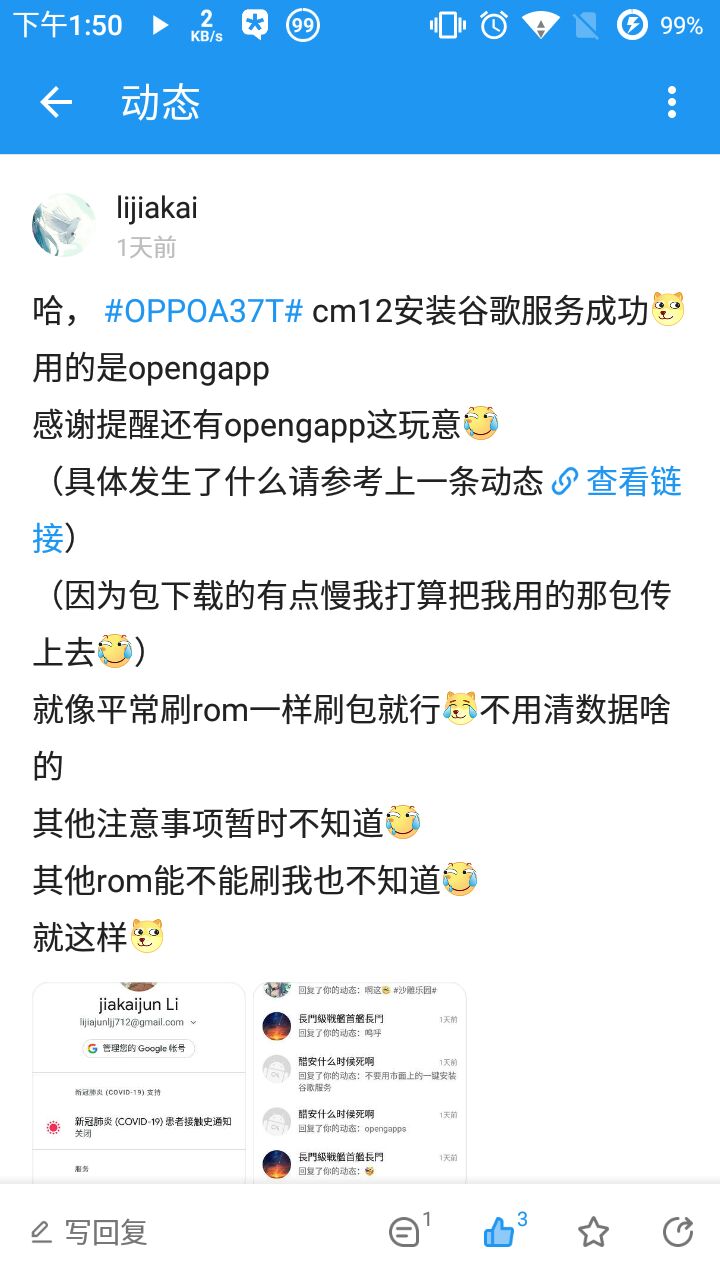 下午1:50
2
KB/s
99
99%
动态
lijiakai
1天前
哈， #OPPOA37T# cm12安装谷歌服务成功
用的是opengapp
感谢提醒还有opengapp这玩意
（具体发生了什么请参考上一条动态 查看链
接）
（因为包下载的有点慢我打算把我用的那包传
上去）
就像平常刷rom一样刷包就行不用清数据啥
的
其他注意事项暂时不知道
其他rom能不能刷我也不知道
就这样
jiakaijun Li
lijiajunljj712@gmail.com
管理您的 Google 帐号
新冠肺炎 (COVID-19) 支持
新冠肺炎 (COVID-19) 患者接触史通知
关闭
服务
回复了你的动态：啊这 #沙雕乐园#
長門級戦艦首艦長門
1天前
回复了你的动态：呜呼
醋安什么时候死啊
1天前
回复了你的动态：不要用市面上的一键安装
谷歌服务
醋安什么时候死啊
1天前
回复了你的动态：opengapps
長門級戦艦首艦長門
1天前
回复了你的动态：
写回复
1
3